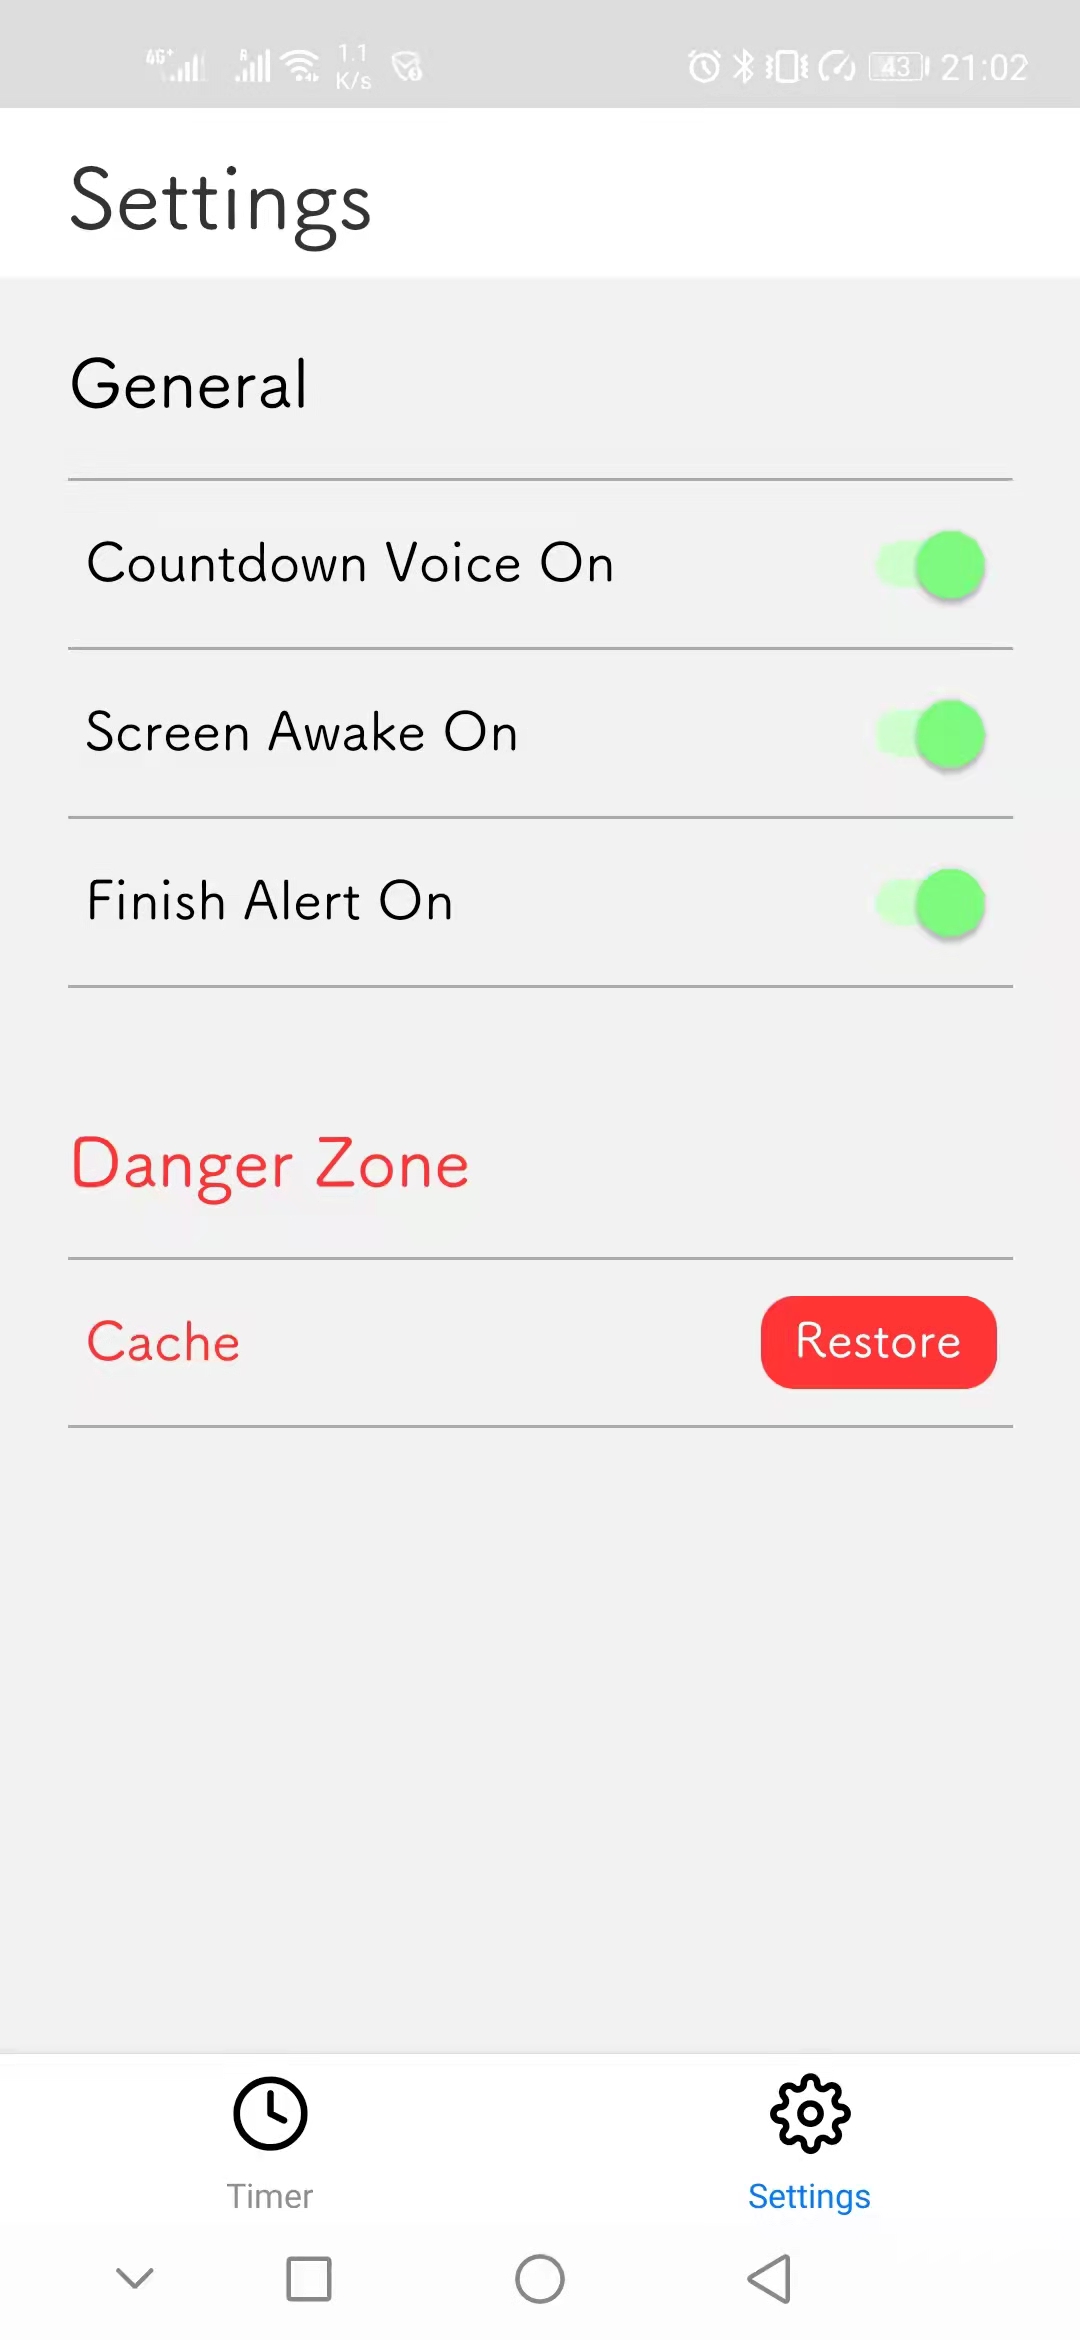 4G+ R 1.1 K/s 43 21:02
Settings
General
Countdown Voice On
Screen Awake On
Finish Alert On
Danger Zone
Cache Restore
Timer Settings